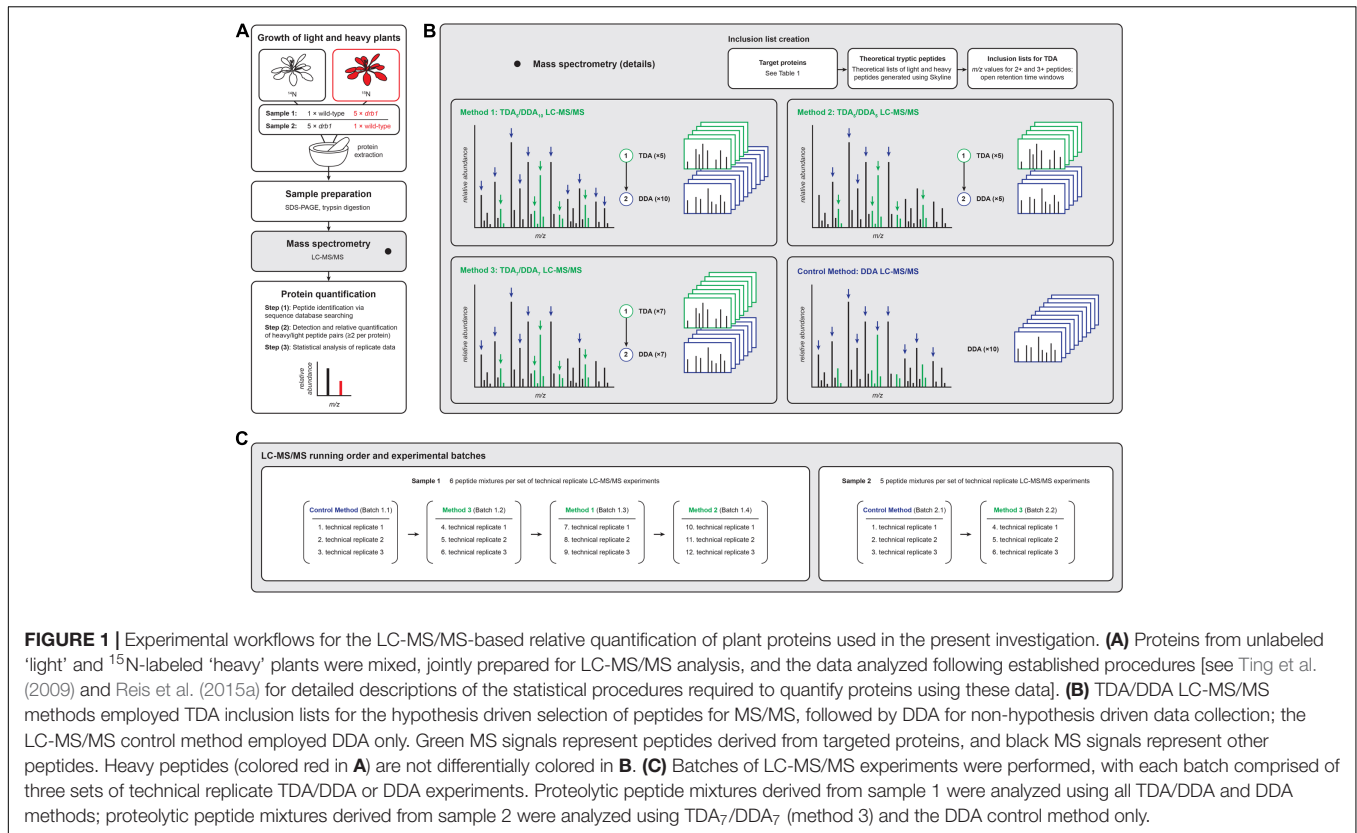 A
Growth of light and heavy plants
¹⁴N
¹⁵N
Sample 1: 1 × wild-type 5 × drb1
Sample 2: 5 × drb1 1 × wild-type
protein
extraction
Sample preparation
SDS-PAGE, trypsin digestion
Mass spectrometry
LC-MS/MS
Protein quantification
Step (1): Peptide identification via
sequence database searching
Step (2): Detection and relative quantification
of heavy/light peptide pairs (≥2 per protein)
Step (3): Statistical analysis of replicate data
relative
abundance
m/z
B
Mass spectrometry (details)
Inclusion list creation
Target proteins
See Table 1
Theoretical tryptic peptides
Theoretical lists of light and heavy
peptides generated using Skyline
Inclusion lists for TDA
m/z values for 2+ and 3+ peptides;
open retention time windows
Method 1: TDA₅/DDA₁₀ LC-MS/MS
relative abundance
m/z
1 TDA (×5)
2 DDA (×10)
Method 2: TDA₅/DDA₅ LC-MS/MS
relative abundance
m/z
1 TDA (×5)
2 DDA (×5)
Method 3: TDA₇/DDA₇ LC-MS/MS
relative abundance
m/z
1 TDA (×7)
2 DDA (×7)
Control Method: DDA LC-MS/MS
relative abundance
m/z
DDA (×10)
C
LC-MS/MS running order and experimental batches
Sample 1 6 peptide mixtures per set of technical replicate LC-MS/MS experiments
Control Method (Batch 1.1)
1. technical replicate 1
2. technical replicate 2
3. technical replicate 3
Method 3 (Batch 1.2)
4. technical replicate 1
5. technical replicate 2
6. technical replicate 3
Method 1 (Batch 1.3)
7. technical replicate 1
8. technical replicate 2
9. technical replicate 3
Method 2 (Batch 1.4)
10. technical replicate 1
11. technical replicate 2
12. technical replicate 3
Sample 2 5 peptide mixtures per set of technical replicate LC-MS/MS experiments
Control Method (Batch 2.1)
1. technical replicate 1
2. technical replicate 2
3. technical replicate 3
Method 3 (Batch 2.2)
4. technical replicate 1
5. technical replicate 2
6. technical replicate 3
FIGURE 1 | Experimental workflows for the LC-MS/MS-based relative quantification of plant proteins used in the present investigation. (A) Proteins from unlabeled
‘light’ and ¹⁵N-labeled ‘heavy’ plants were mixed, jointly prepared for LC-MS/MS analysis, and the data analyzed following established procedures [see Ting et al.
(2009) and Reis et al. (2015a) for detailed descriptions of the statistical procedures required to quantify proteins using these data]. (B) TDA/DDA LC-MS/MS
methods employed TDA inclusion lists for the hypothesis driven selection of peptides for MS/MS, followed by DDA for non-hypothesis driven data collection; the
LC-MS/MS control method employed DDA only. Green MS signals represent peptides derived from targeted proteins, and black MS signals represent other
peptides. Heavy peptides (colored red in A) are not differentially colored in B. (C) Batches of LC-MS/MS experiments were performed, with each batch comprised of
three sets of technical replicate TDA/DDA or DDA experiments. Proteolytic peptide mixtures derived from sample 1 were analyzed using all TDA/DDA and DDA
methods; proteolytic peptide mixtures derived from sample 2 were analyzed using TDA₇/DDA₇ (method 3) and the DDA control method only.